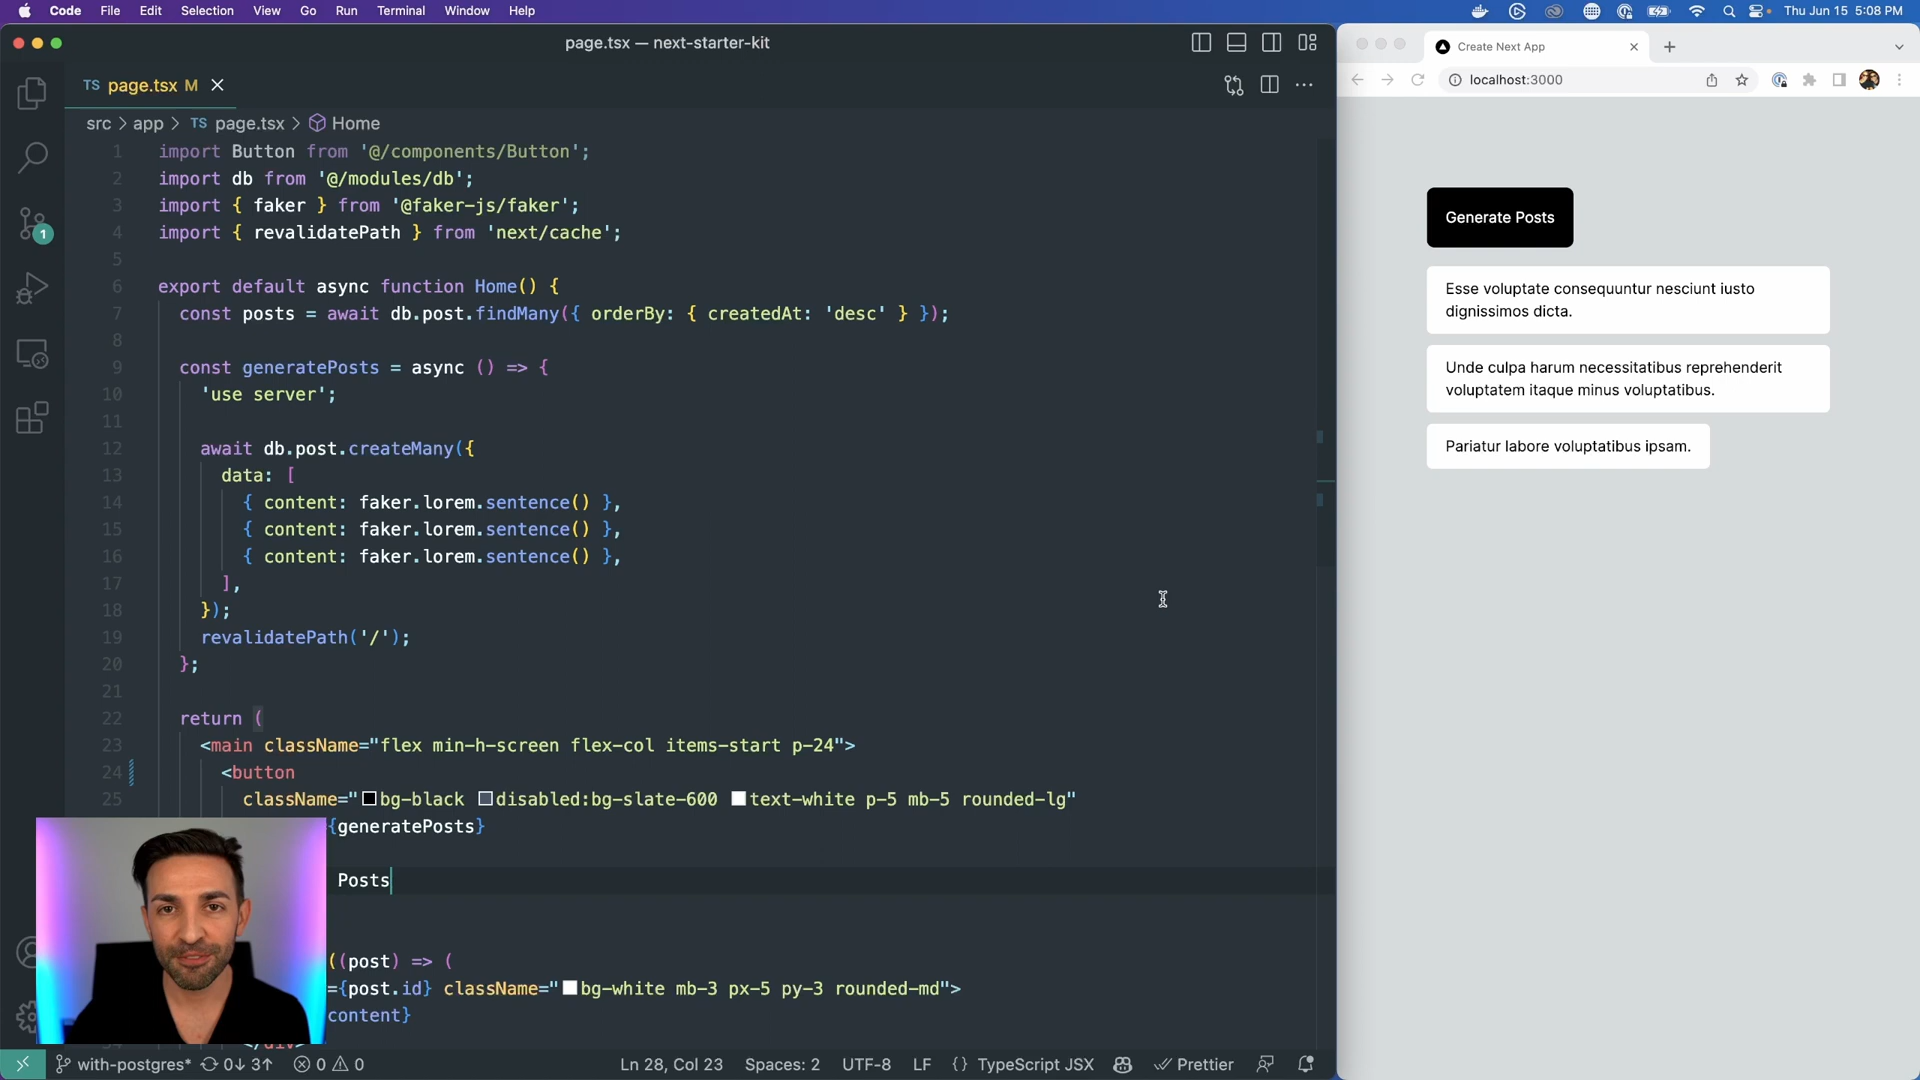 Code File Edit Selection View Go Run Terminal Window Help
Thu Jun 15 5:08 PM
page.tsx — next-starter-kit
TS page.tsx M
src > app > TS page.tsx > Home
1 import Button from '@/components/Button';
2 import db from '@/modules/db';
3 import { faker } from '@faker-js/faker';
4 import { revalidatePath } from 'next/cache';
5
6 export default async function Home() {
7 const posts = await db.post.findMany({ orderBy: { createdAt: 'desc' } });
8
9 const generatePosts = async () => {
10 'use server';
11
12 await db.post.createMany({
13 data: [
14 { content: faker.lorem.sentence() },
15 { content: faker.lorem.sentence() },
16 { content: faker.lorem.sentence() },
17 ],
18 });
19 revalidatePath('/');
20 };
21
22 return (
23 <main className="flex min-h-screen flex-col items-start p-24">
24 <button
25 className="bg-black disabled:bg-slate-600 text-white p-5 mb-5 rounded-lg"
{generatePosts}
Posts
((post) => (
={post.id} className="bg-white mb-3 px-5 py-3 rounded-md">
content}
1
with-postgres* 0↓ 3↑ 0 0
Ln 28, Col 23 Spaces: 2 UTF-8 LF {} TypeScript JSX Prettier
Create Next App
localhost:3000
Generate Posts
Esse voluptate consequuntur nesciunt iusto
dignissimos dicta.
Unde culpa harum necessitatibus reprehenderit
voluptatem itaque minus voluptatibus.
Pariatur labore voluptatibus ipsam.